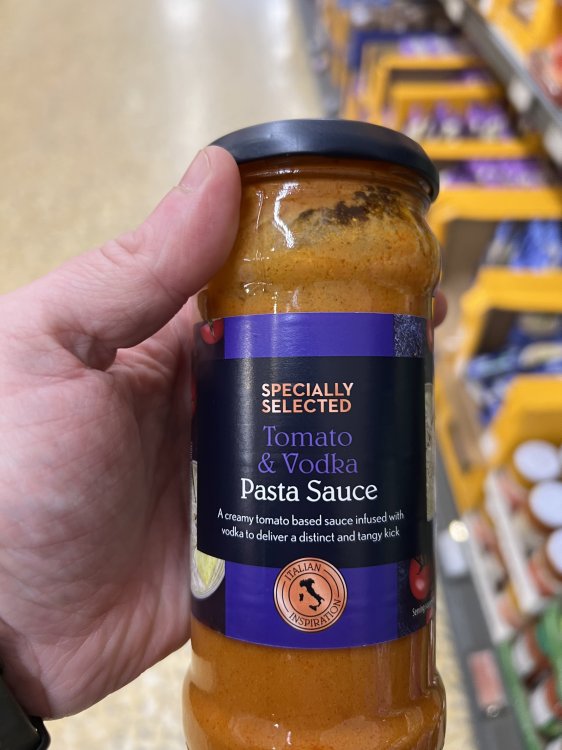 SPECIALLY
SELECTED
Tomato
& Vodka
Pasta Sauce
A creamy tomato based sauce infused with
vodka to deliver a distinct and tangy kick
ITALIAN
INSPIRATION